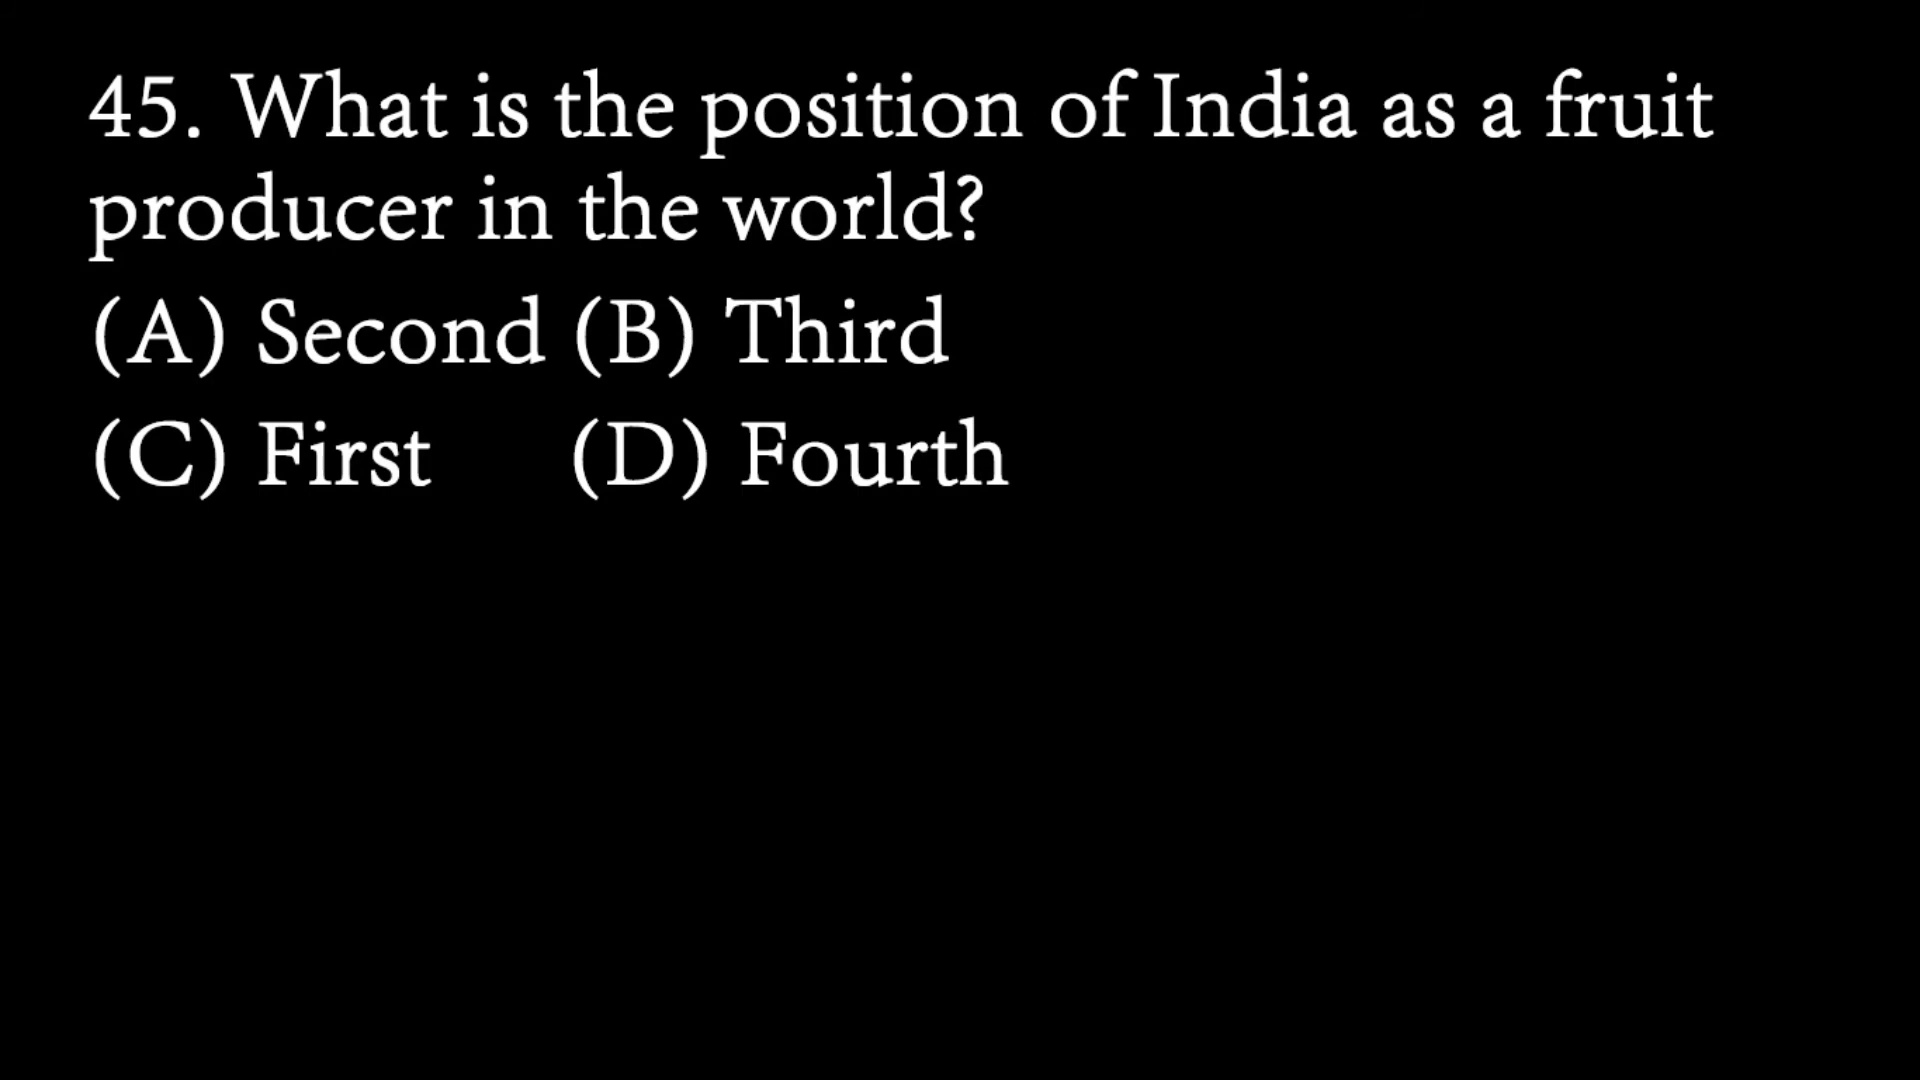 45. What is the position of India as a fruit
producer in the world?
(A) Second (B) Third
(C) First (D) Fourth